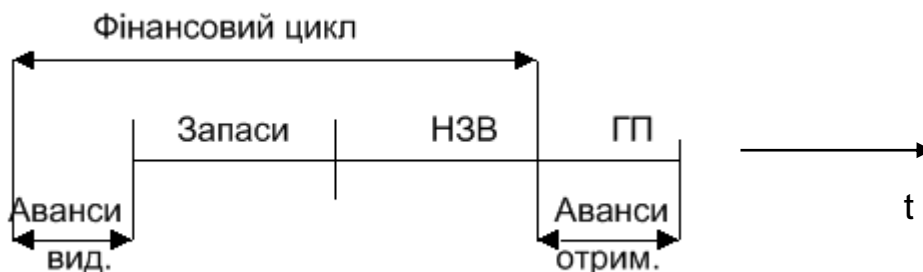 Фінансовий цикл
Запаси НЗВ ГП
Аванси вид.
Аванси отрим.
t